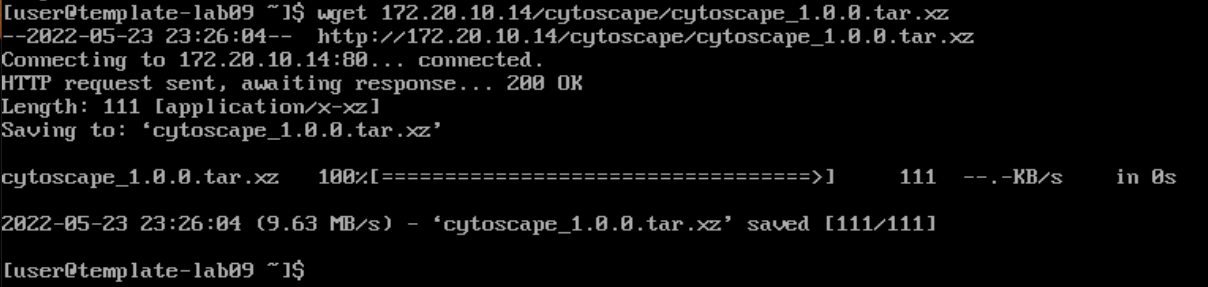 [user@template-lab09 ~]$ wget 172.20.10.14/cytoscape/cytoscape_1.0.0.tar.xz
--2022-05-23 23:26:04--  http://172.20.10.14/cytoscape/cytoscape_1.0.0.tar.xz
Connecting to 172.20.10.14:80... connected.
HTTP request sent, awaiting response... 200 OK
Length: 111 [application/x-xz]
Saving to: ‘cytoscape_1.0.0.tar.xz’
cytoscape_1.0.0.tar.xz   100%[==================================>]     111  --.-KB/s    in 0s
2022-05-23 23:26:04 (9.63 MB/s) - ‘cytoscape_1.0.0.tar.xz’ saved [111/111]
[user@template-lab09 ~]$